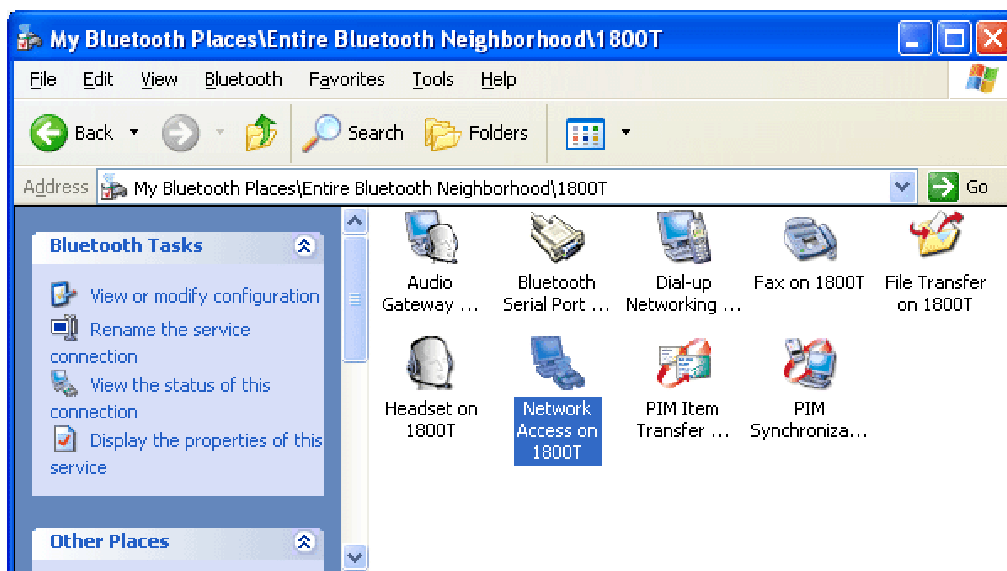 My Bluetooth Places\Entire Bluetooth Neighborhood\1800T
File Edit View Bluetooth Favorites Tools Help
Back Search Folders
Address My Bluetooth Places\Entire Bluetooth Neighborhood\1800T Go
Bluetooth Tasks
View or modify configuration
Rename the service
connection
View the status of this
connection
Display the properties of this
service
Other Places
Audio
Gateway ...
Bluetooth
Serial Port ...
Dial-up
Networking ...
Fax on 1800T
File Transfer
on 1800T
Headset on
1800T
Network
Access on
1800T
PIM Item
Transfer ...
PIM
Synchroniza...